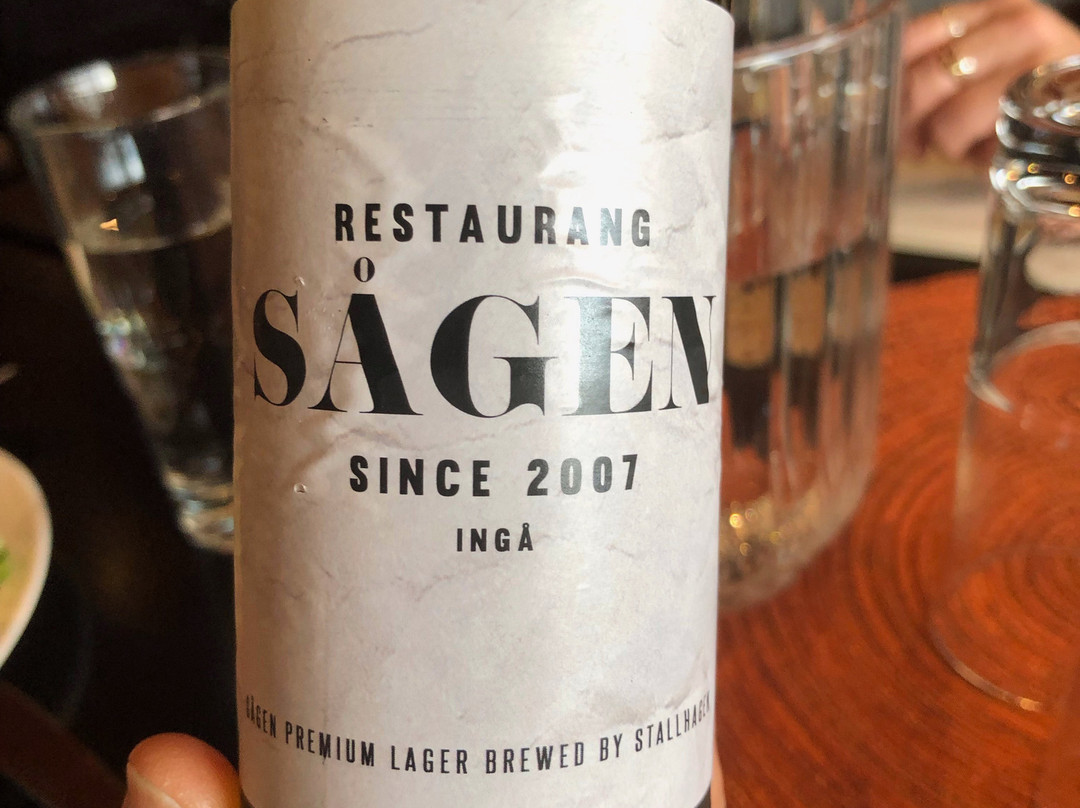 RESTAURANG
SÅGEN
SINCE 2007
INGÅ
SÅGEN PREMIUM LAGER BREWED BY STALLHAGEN